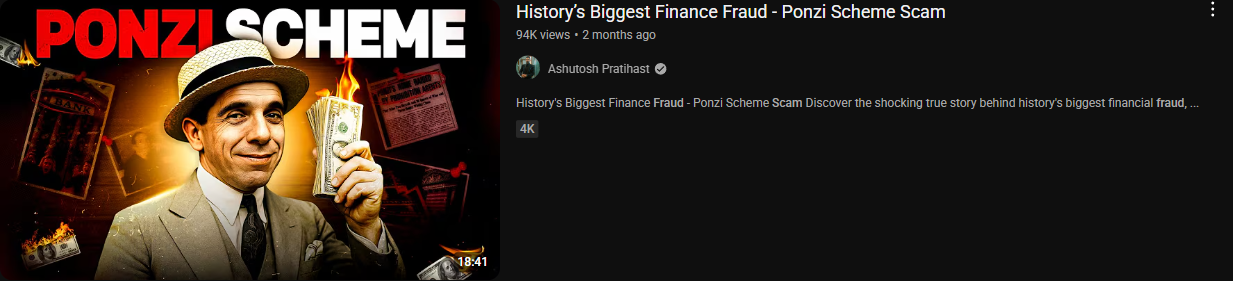 PONZI SCHEME
BANK
18:41
History's Biggest Finance Fraud - Ponzi Scheme Scam
94K views • 2 months ago
Ashutosh Pratihast
History's Biggest Finance Fraud - Ponzi Scheme Scam Discover the shocking true story behind history's biggest financial fraud, ...
4K